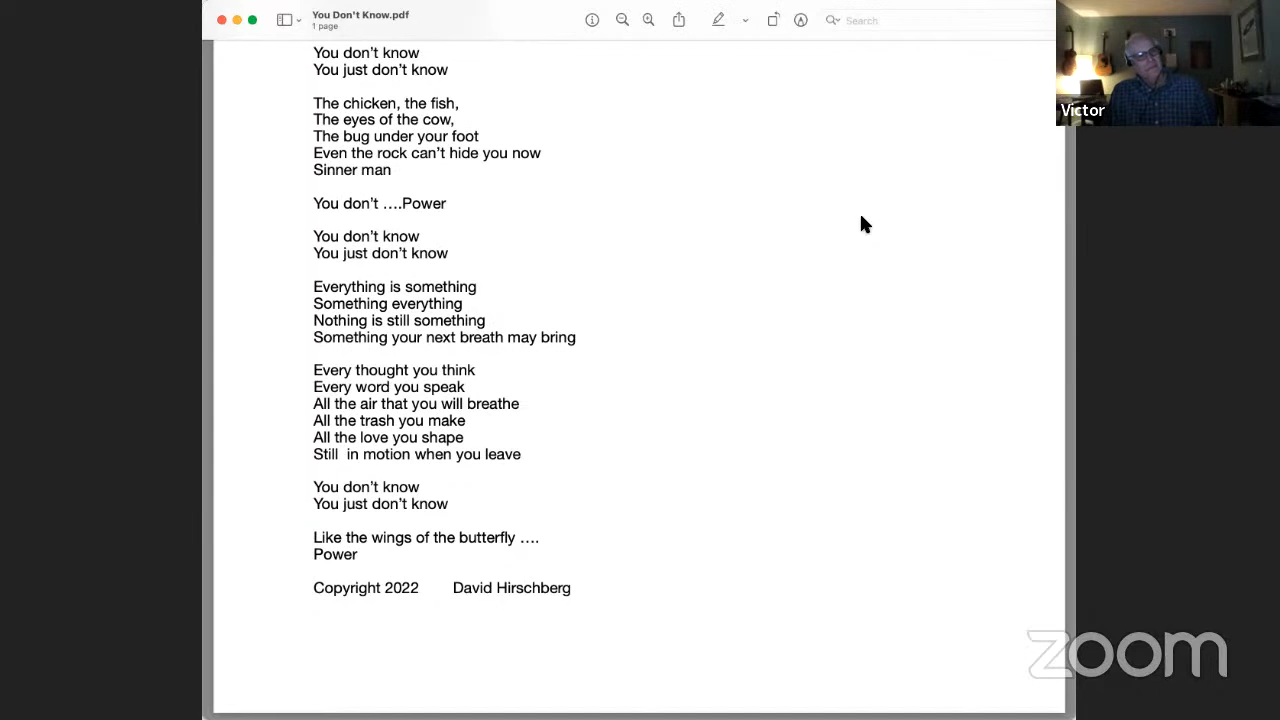 You Don't Know.pdf
1 page
Search
Victor
You don't know
You just don't know
The chicken, the fish,
The eyes of the cow,
The bug under your foot
Even the rock can't hide you now
Sinner man
You don't ....Power
You don't know
You just don't know
Everything is something
Something everything
Nothing is still something
Something your next breath may bring
Every thought you think
Every word you speak
All the air that you will breathe
All the trash you make
All the love you shape
Still  in motion when you leave
You don't know
You just don't know
Like the wings of the butterfly ....
Power
Copyright 2022 David Hirschberg
zoom